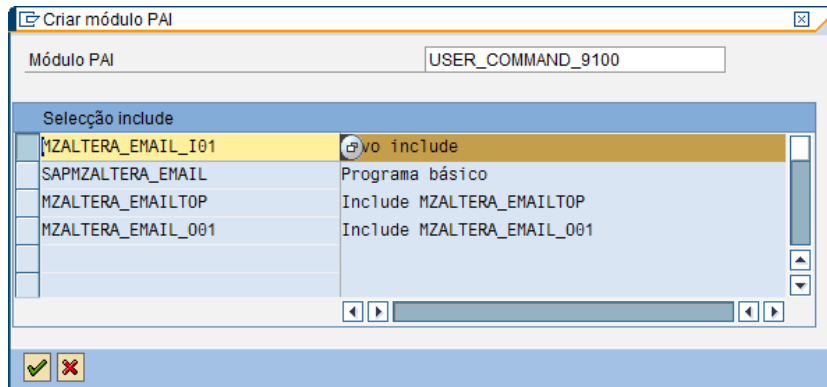 Criar módulo PAI
Módulo PAI USER_COMMAND_9100
Selecção include
MZALTERA_EMAIL_I01 vo include
SAPMZALTERA_EMAIL Programa básico
MZALTERA_EMAILTOP Include MZALTERA_EMAILTOP
MZALTERA_EMAIL_O01 Include MZALTERA_EMAIL_O01